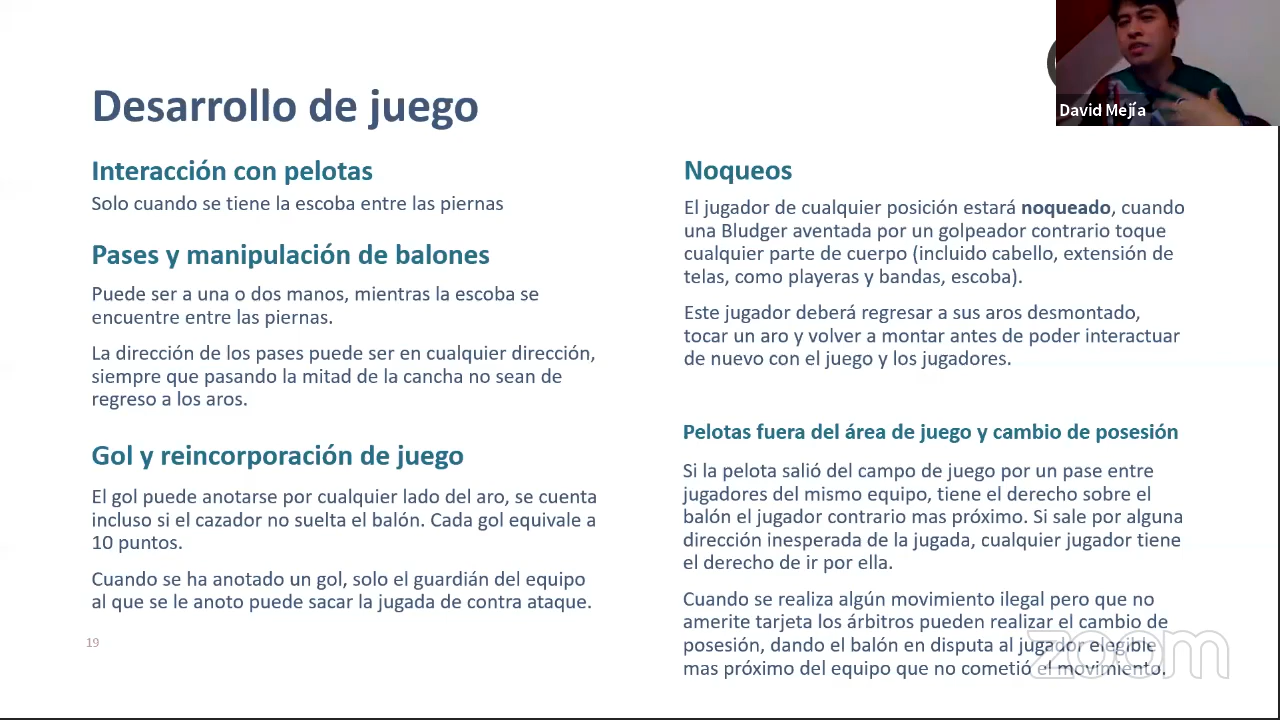 Desarrollo de juego
Interacción con pelotas
Solo cuando se tiene la escoba entre las piernas
Pases y manipulación de balones
Puede ser a una o dos manos, mientras la escoba se
encuentre entre las piernas.
La dirección de los pases puede ser en cualquier dirección,
siempre que pasando la mitad de la cancha no sean de
regreso a los aros.
Gol y reincorporación de juego
El gol puede anotarse por cualquier lado del aro, se cuenta
incluso si el cazador no suelta el balón. Cada gol equivale a
10 puntos.
Cuando se ha anotado un gol, solo el guardián del equipo
al que se le anoto puede sacar la jugada de contra ataque.
19
Noqueos
El jugador de cualquier posición estará noqueado, cuando
una Bludger aventada por un golpeador contrario toque
cualquier parte de cuerpo (incluido cabello, extensión de
telas, como playeras y bandas, escoba).
Este jugador deberá regresar a sus aros desmontado,
tocar un aro y volver a montar antes de poder interactuar
de nuevo con el juego y los jugadores.
Pelotas fuera del área de juego y cambio de posesión
Si la pelota salió del campo de juego por un pase entre
jugadores del mismo equipo, tiene el derecho sobre el
balón el jugador contrario mas próximo. Si sale por alguna
dirección inesperada de la jugada, cualquier jugador tiene
el derecho de ir por ella.
Cuando se realiza algún movimiento ilegal pero que no
amerite tarjeta los árbitros pueden realizar el cambio de
posesión, dando el balón en disputa al jugador elegible
mas próximo del equipo que no cometió el movimiento.
David Mejía
zoom